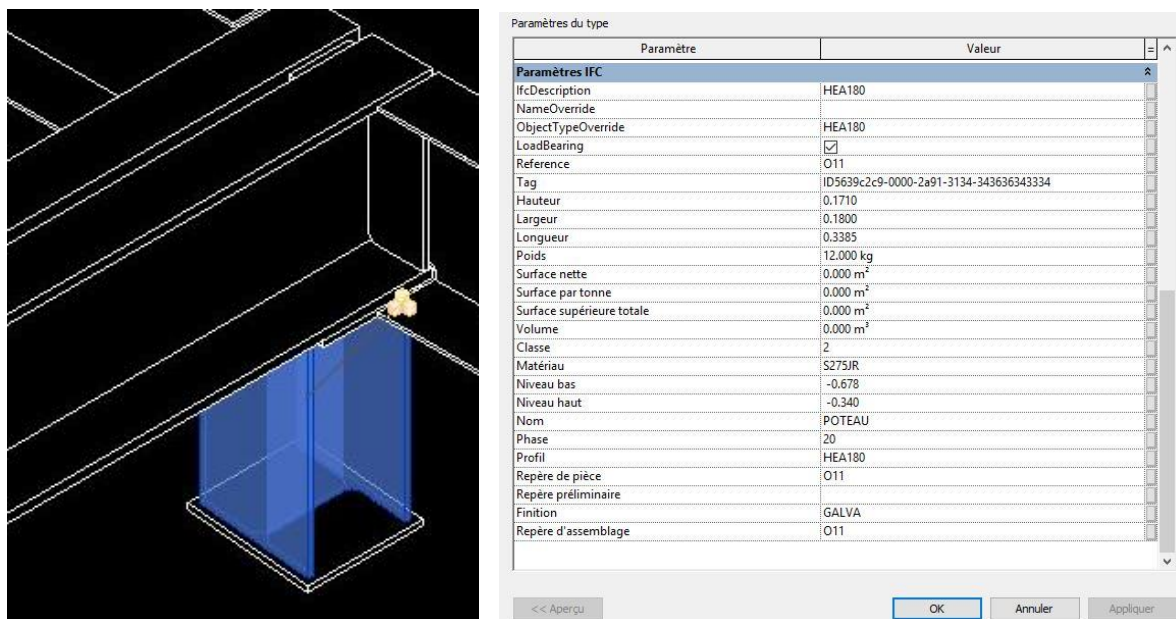 Paramètres du type
Paramètre Valeur =
Paramètres IFC
IfcDescription HEA180
NameOverride
ObjectTypeOverride HEA180
LoadBearing
Reference O11
Tag ID5639c2c9-0000-2a91-3134-343636343334
Hauteur 0.1710
Largeur 0.1800
Longueur 0.3385
Poids 12.000 kg
Surface nette 0.000 m²
Surface par tonne 0.000 m²
Surface supérieure totale 0.000 m²
Volume 0.000 m³
Classe 2
Matériau S275JR
Niveau bas -0.678
Niveau haut -0.340
Nom POTEAU
Phase 20
Profil HEA180
Repère de pièce O11
Repère préliminaire
Finition GALVA
Repère d'assemblage O11
<< Aperçu OK Annuler Appliquer